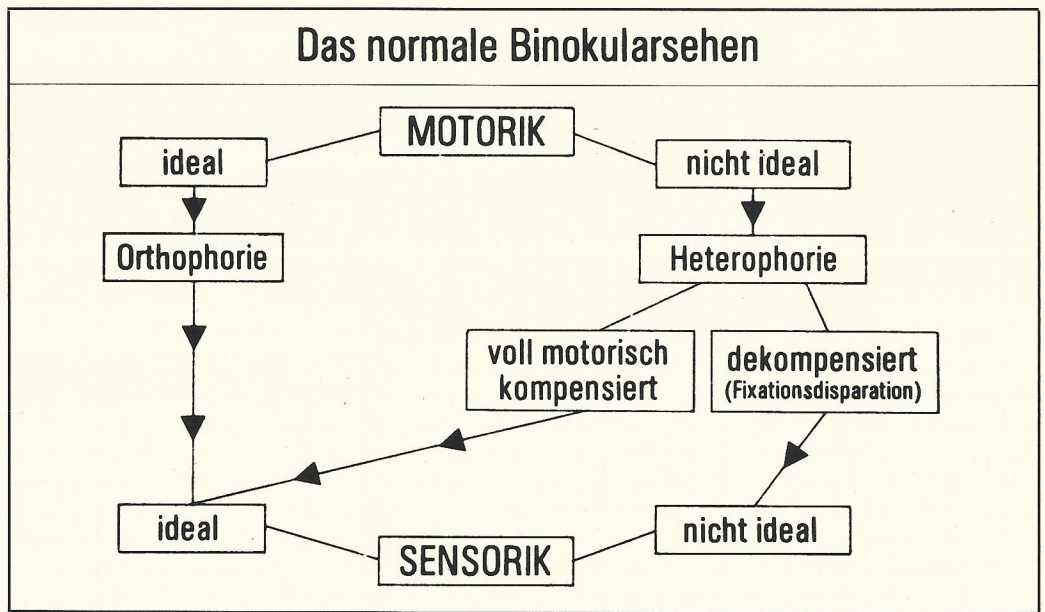 Das normale Binokularsehen
MOTORIK
ideal
nicht ideal
Orthophorie
Heterophorie
voll motorisch
kompensiert
dekompensiert
(Fixationsdisparation)
ideal
nicht ideal
SENSORIK